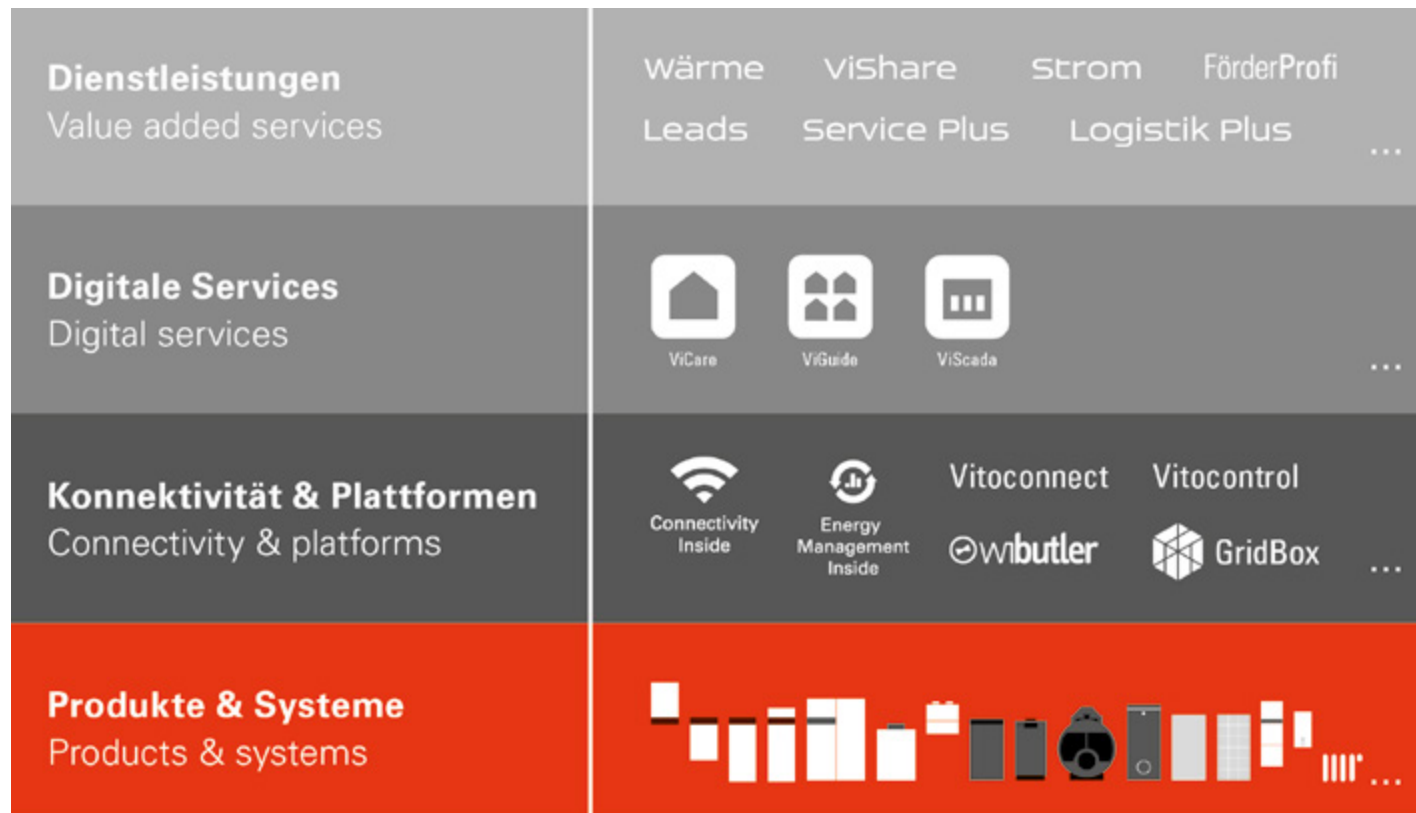 Dienstleistungen
Value added services
Wärme ViShare Strom FörderProfi
Leads Service Plus Logistik Plus ...
Digitale Services
Digital services
ViCare ViGuide ViScada ...
Konnektivität & Plattformen
Connectivity & platforms
Connectivity
Inside
Energy
Management
Inside
Vitoconnect Vitocontrol
wibutler GridBox ...
Produkte & Systeme
Products & systems
...